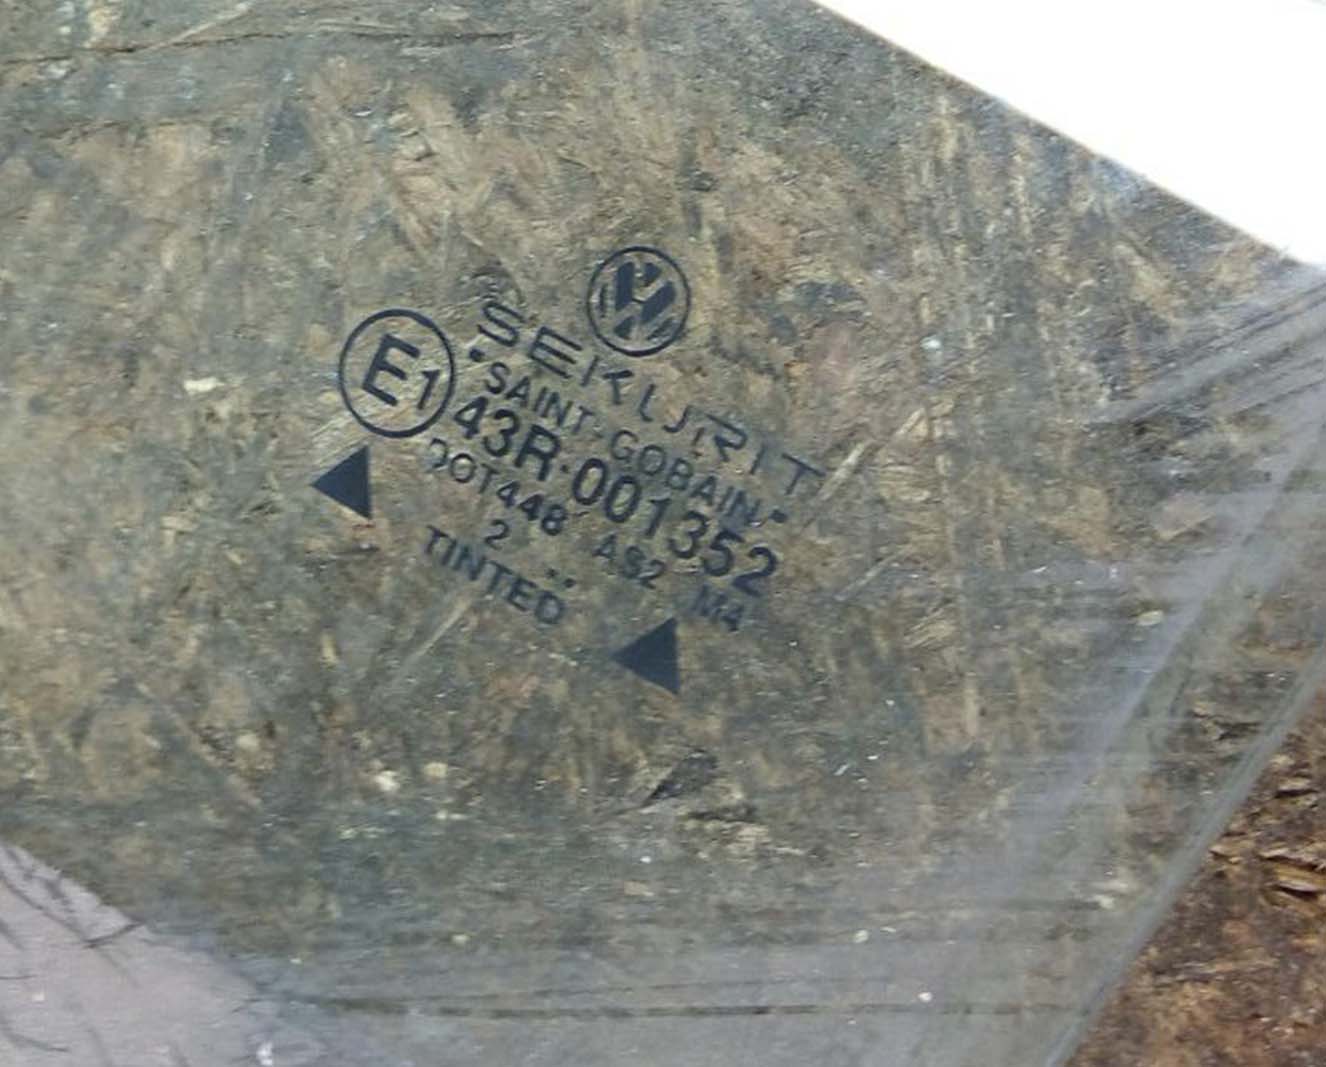 SEKURIT
"SAINT-GOBAIN"
E1
43R-001352
DOT448 AS2 M4
2 ..
TINTED